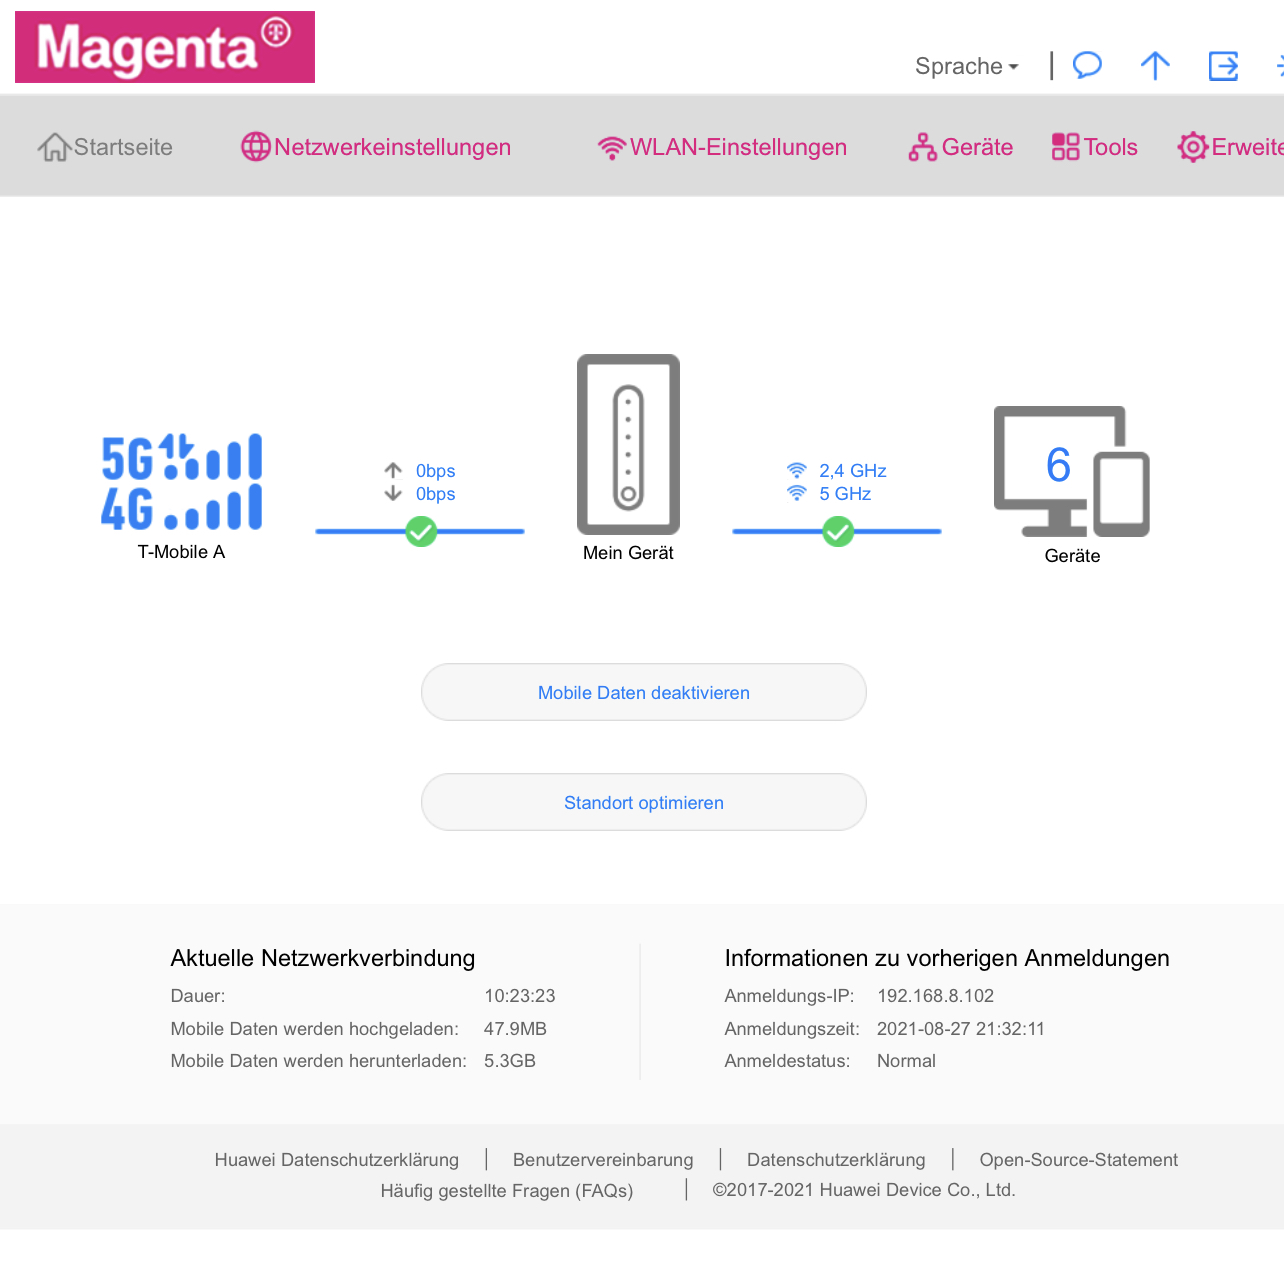 Magenta T
Sprache
Startseite Netzwerkeinstellungen WLAN-Einstellungen Geräte Tools Erweite
5G
4G
T-Mobile A
0bps
0bps
Mein Gerät
2,4 GHz
5 GHz
6
Geräte
Mobile Daten deaktivieren
Standort optimieren
Aktuelle Netzwerkverbindung
Dauer: 10:23:23
Mobile Daten werden hochgeladen: 47.9MB
Mobile Daten werden herunterladen: 5.3GB
Informationen zu vorherigen Anmeldungen
Anmeldungs-IP: 192.168.8.102
Anmeldungszeit: 2021-08-27 21:32:11
Anmeldestatus: Normal
Huawei Datenschutzerklärung | Benutzervereinbarung | Datenschutzerklärung | Open-Source-Statement
Häufig gestellte Fragen (FAQs) | ©2017-2021 Huawei Device Co., Ltd.